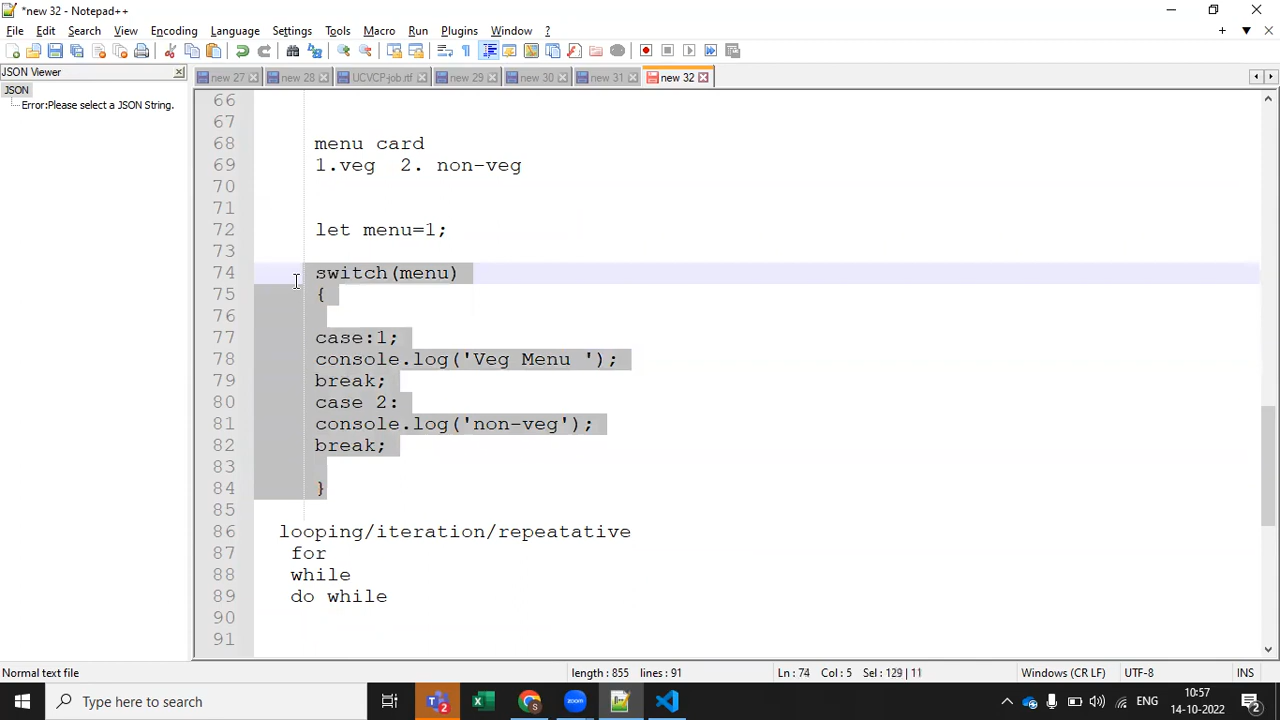 *new 32 - Notepad++
File Edit Search View Encoding Language Settings Tools Macro Run Plugins Window ?
JSON Viewer
new 27 new 28 UCVCP-job.rtf new 29 new 30 new 31 new 32
JSON
Error:Please select a JSON String.
66
67
68 menu card
69 1.veg 2. non-veg
70
71
72 let menu=1;
73
74 switch(menu)
75 {
76
77 case:1;
78 console.log('Veg Menu ');
79 break;
80 case 2:
81 console.log('non-veg');
82 break;
83
84 }
85
86 looping/iteration/repeatative
87 for
88 while
89 do while
90
91
Normal text file length : 855 lines : 91 Ln : 74 Col : 5 Sel : 129 | 11 Windows (CR LF) UTF-8 INS
Type here to search
2
ENG
10:57
14-10-2022
2